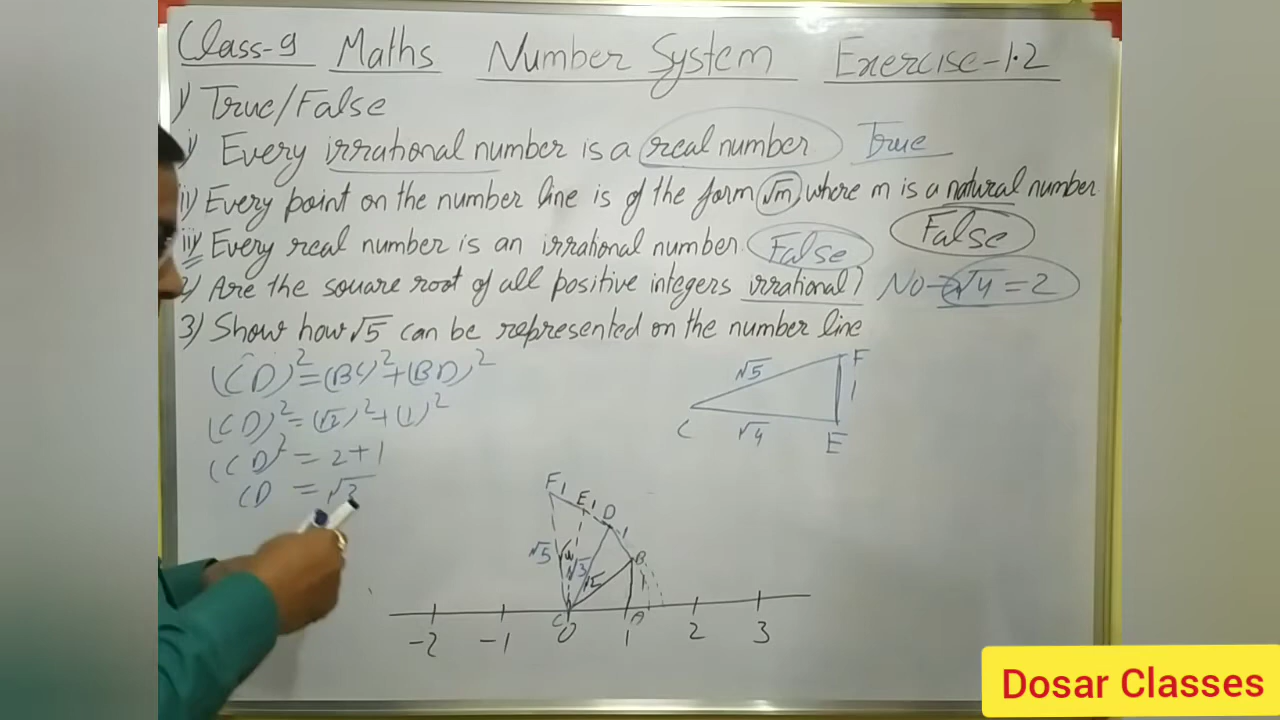 Class-9 Maths Number System Exercise-1.2
1) True/False
i) Every irrational number is a real number True
ii) Every point on the number line is of the form √m, where m is a natural number
False
iii) Every real number is an irrational number False
2) Are the square root of all positive integers irrational? No → √4 = 2
3) Show how √5 can be represented on the number line
(CD)² = (BC)² + (BD)²
(CD)² = (√2)² + (1)²
(CD)² = 2+1
CD = √3
√5 F
1
C √4 E
F 1 E 1 D
1
√5 √4 √3 √2 B
1
C A
-2 -1 0 1 2 3
Dosar Classes